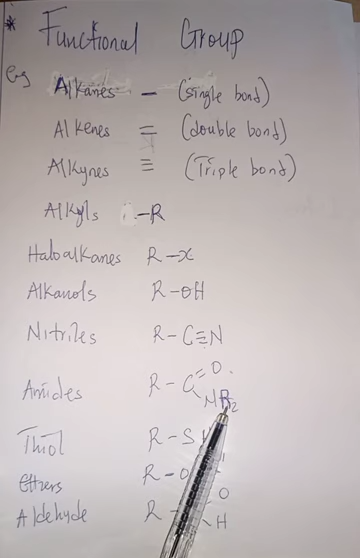 * Functional Group
Eg Alkanes - (single bond)
Alkenes = (double bond)
Alkynes ≡ (Triple bond)
Alkyls -R
Haloalkanes R-x
Alkanols R-OH
Nitriles R-C≡N
Amides R-C=O NR2
Thiol R-S
Ethers R-O
Aldehyde R- O H